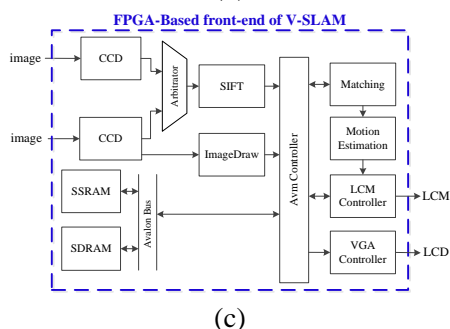 FPGA-Based front-end of V-SLAM
image
CCD
Arbitrator
SIFT
Avm Controller
Matching
image
CCD
ImageDraw
Motion
Estimation
SSRAM
SDRAM
Avalon Bus
LCM
Controller
LCM
VGA
Controller
LCD
(c)